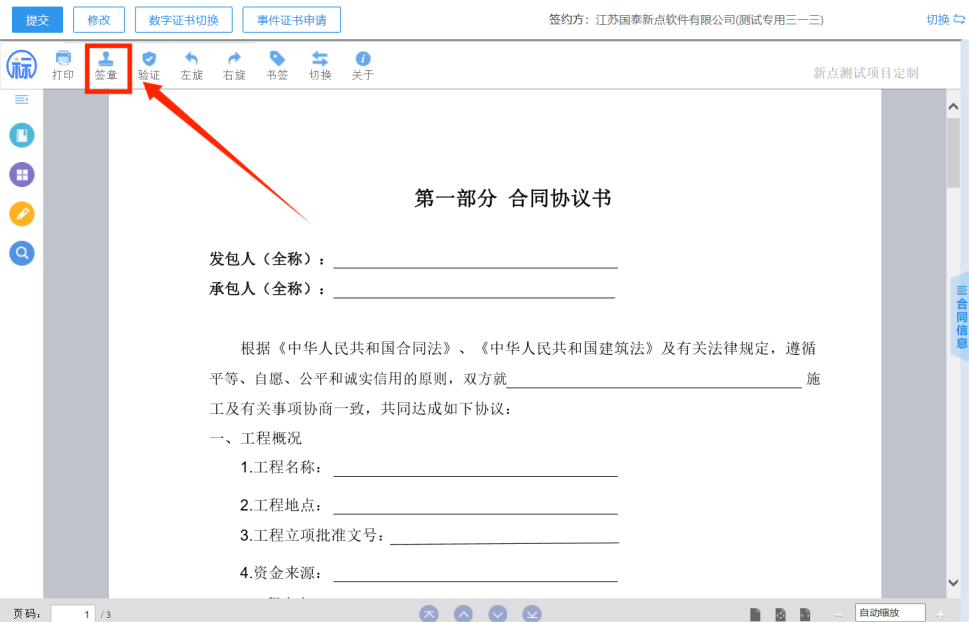 提交 修改 数字证书切换 事件证书申请 签约方：江苏国泰新点软件有限公司(测试专用三一三) 切换
标 打印 签章 验证 左旋 右旋 书签 切换 关于 新点测试项目定制
第一部分 合同协议书
发包人（全称）：
承包人（全称）：
根据《中华人民共和国合同法》、《中华人民共和国建筑法》及有关法律规定，遵循
平等、自愿、公平和诚实信用的原则，双方就 施
工及有关事项协商一致，共同达成如下协议：
一、工程概况
1.工程名称：
2.工程地点：
3.工程立项批准文号：
4.资金来源：
合同信息
页码： 1 / 3 自动缩放